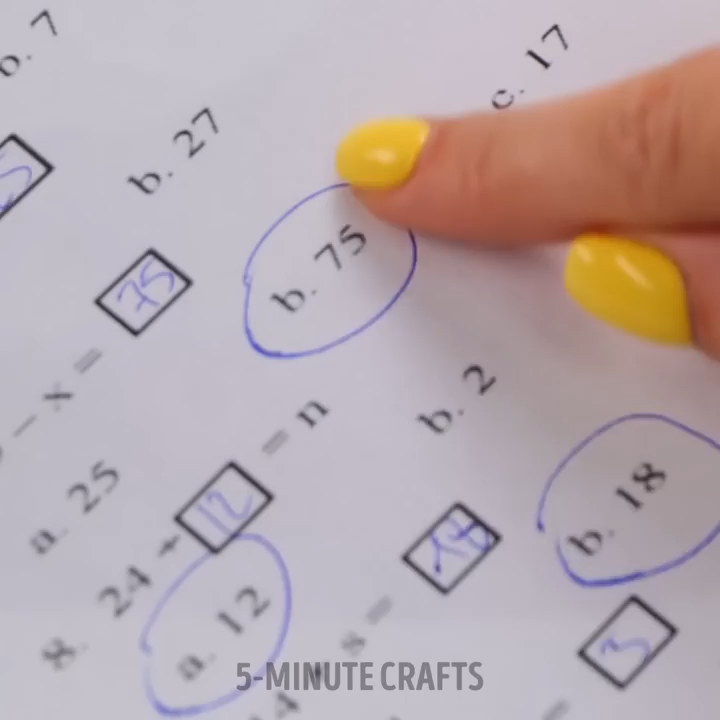 b. 7
b. 27
c. 17
75
b. 75
– x =
a. 25
b. 2
8. 24 + 12 = n
a. 12
b. 18
s =
3
5-MINUTE CRAFTS